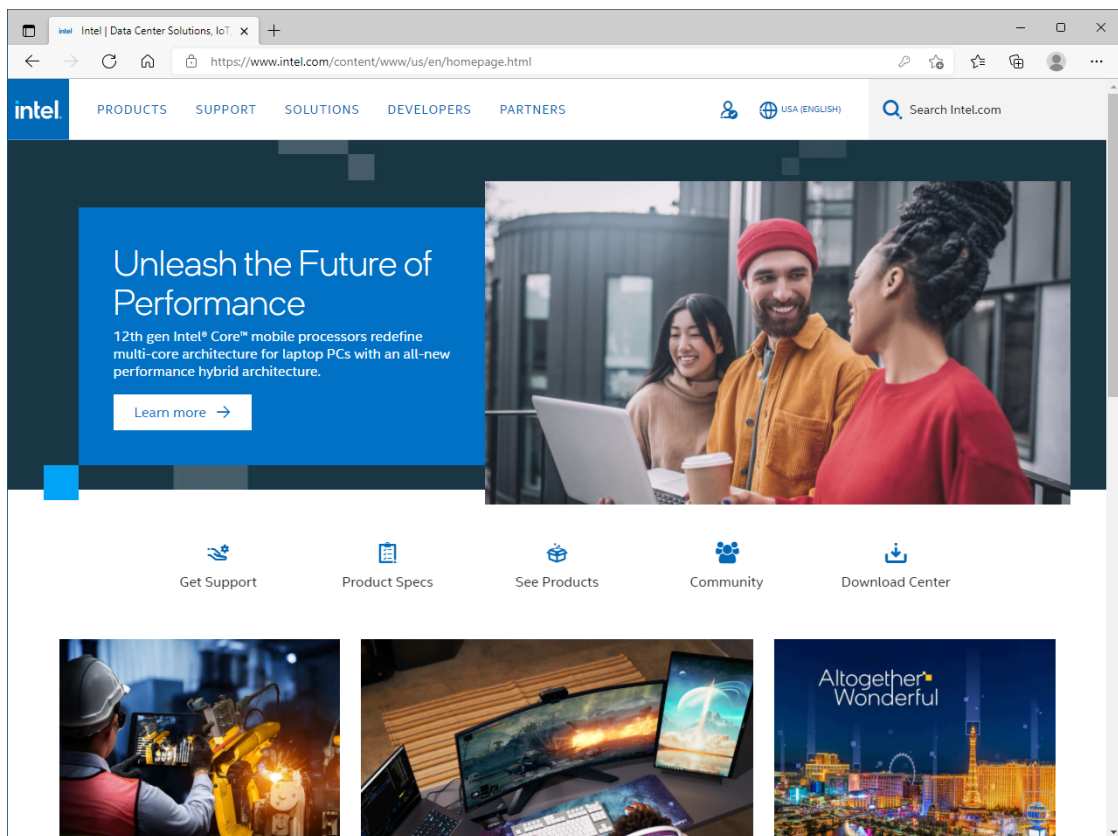 intel Intel | Data Center Solutions, IoT,
https://www.intel.com/content/www/us/en/homepage.html
intel.
PRODUCTS SUPPORT SOLUTIONS DEVELOPERS PARTNERS USA (ENGLISH) Search Intel.com
Unleash the Future of
Performance
12th gen Intel® Core™ mobile processors redefine
multi-core architecture for laptop PCs with an all-new
performance hybrid architecture.
Learn more →
Get Support Product Specs See Products Community Download Center
Altogether
Wonderful